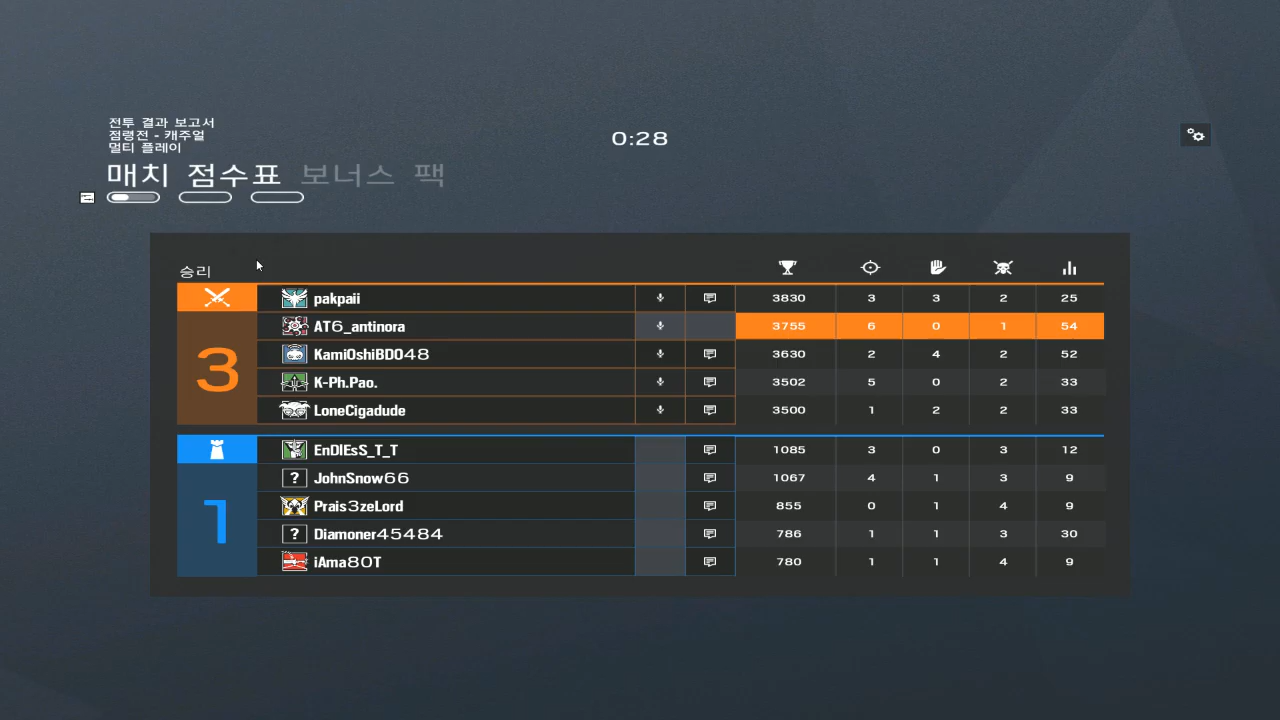 전투 결과 보고서
점령전 - 캐주얼
멀티 플레이
0:28
매치 점수표 보너스 팩
승리
3
pakpaii 3830 3 3 2 25
AT6_antinora 3755 6 0 1 54
KamiOshiBDO48 3630 2 4 2 52
K-Ph.Pao. 3502 5 0 2 33
LoneCigadude 3500 1 2 2 33
1
EnDlEsS_T_T 1085 3 0 3 12
? JohnSnow66 1067 4 1 3 9
Prais3zeLord 855 0 1 4 9
? Diamoner45484 786 1 1 3 30
iAma8OT 780 1 1 4 9